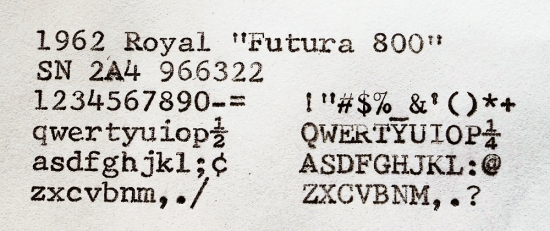 1962 Royal "Futura 800"
SN 2A4 966322
1234567890-= !"#$%_&'()*+
qwertyuiop½ QWERTYUIOP¼
asdfghjkl;¢ ASDFGHJKL:@
zxcvbnm,./ ZXCVBNM,.?